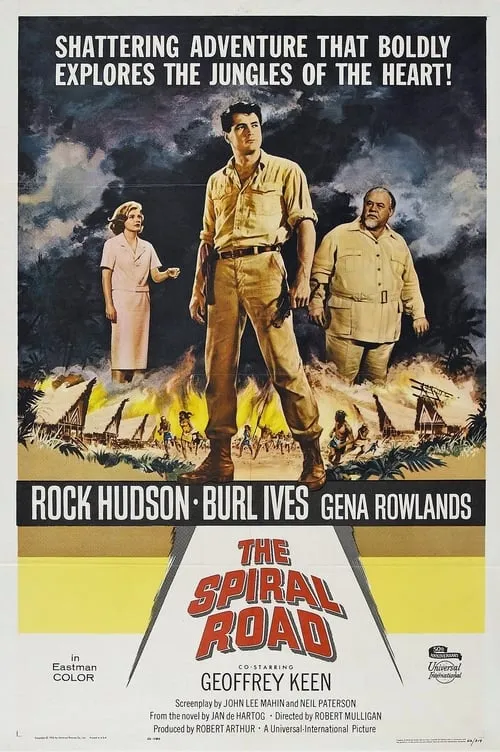 SHATTERING ADVENTURE THAT BOLDLY
EXPLORES THE JUNGLES OF THE HEART!
ROCK HUDSON · BURL IVES GENA ROWLANDS
THE
SPIRAL
ROAD
CO-STARRING
GEOFFREY KEEN
in
Eastman
COLOR
50th
ANNIVERSARY
Universal
International
Screenplay by JOHN LEE MAHIN and NEIL PATERSON
From the novel by JAN de HARTOG · Directed by ROBERT MULLIGAN
Produced by ROBERT ARTHUR · A Universal-International Picture